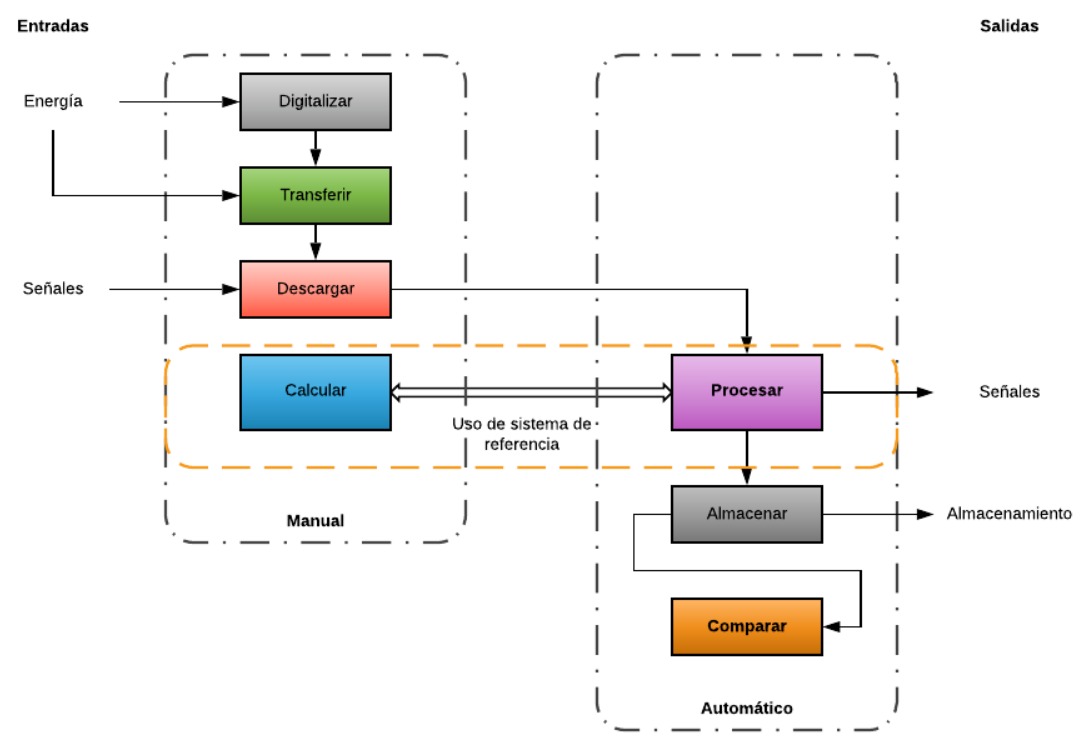 Entradas
Salidas
Energía
Digitalizar
Transferir
Señales
Descargar
Calcular
Procesar
Señales
Uso de sistema de
referencia
Almacenar
Almacenamiento
Manual
Comparar
Automático